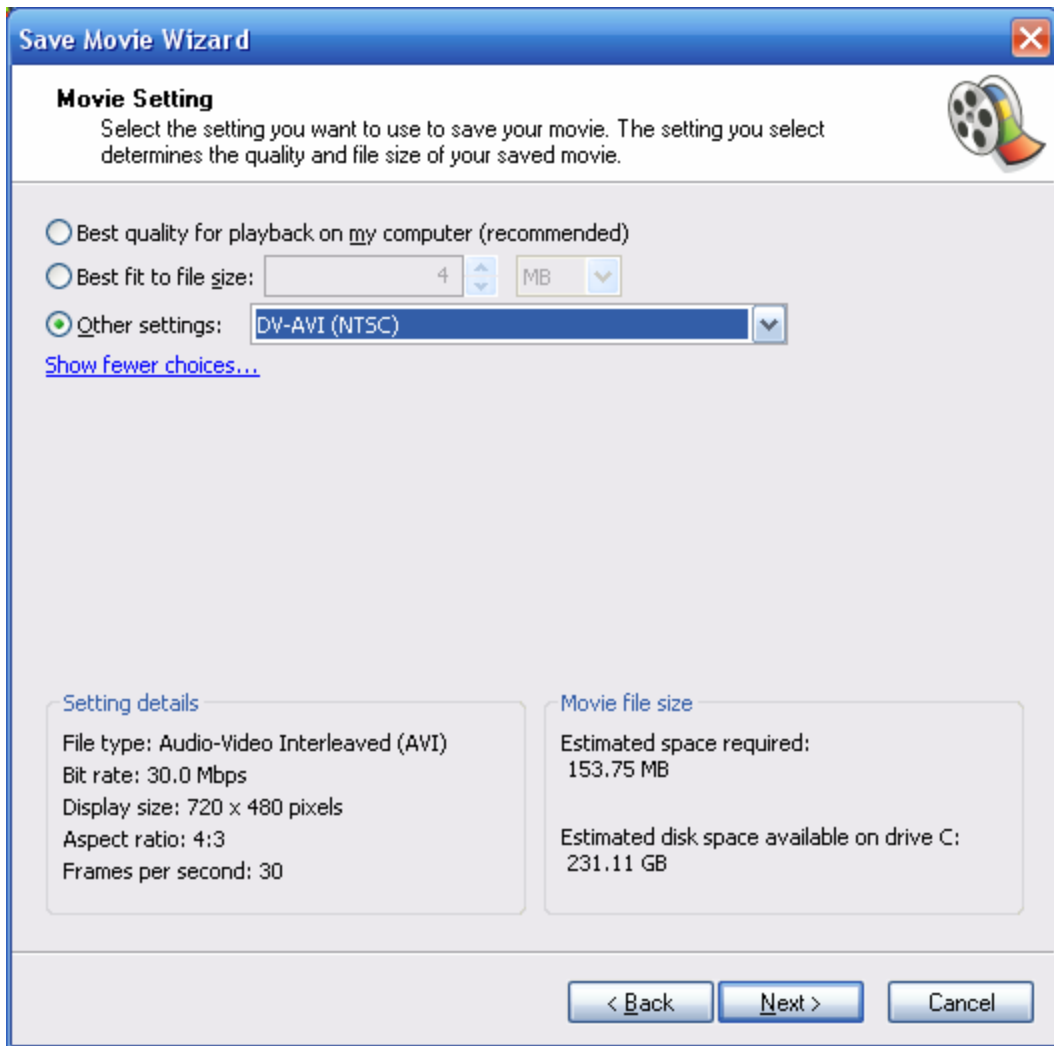 Save Movie Wizard
Movie Setting
Select the setting you want to use to save your movie. The setting you select
determines the quality and file size of your saved movie.
Best quality for playback on my computer (recommended)
Best fit to file size: 4 MB
Other settings: DV-AVI (NTSC)
Show fewer choices...
Setting details
File type: Audio-Video Interleaved (AVI)
Bit rate: 30.0 Mbps
Display size: 720 x 480 pixels
Aspect ratio: 4:3
Frames per second: 30
Movie file size
Estimated space required:
153.75 MB
Estimated disk space available on drive C:
231.11 GB
< Back Next > Cancel